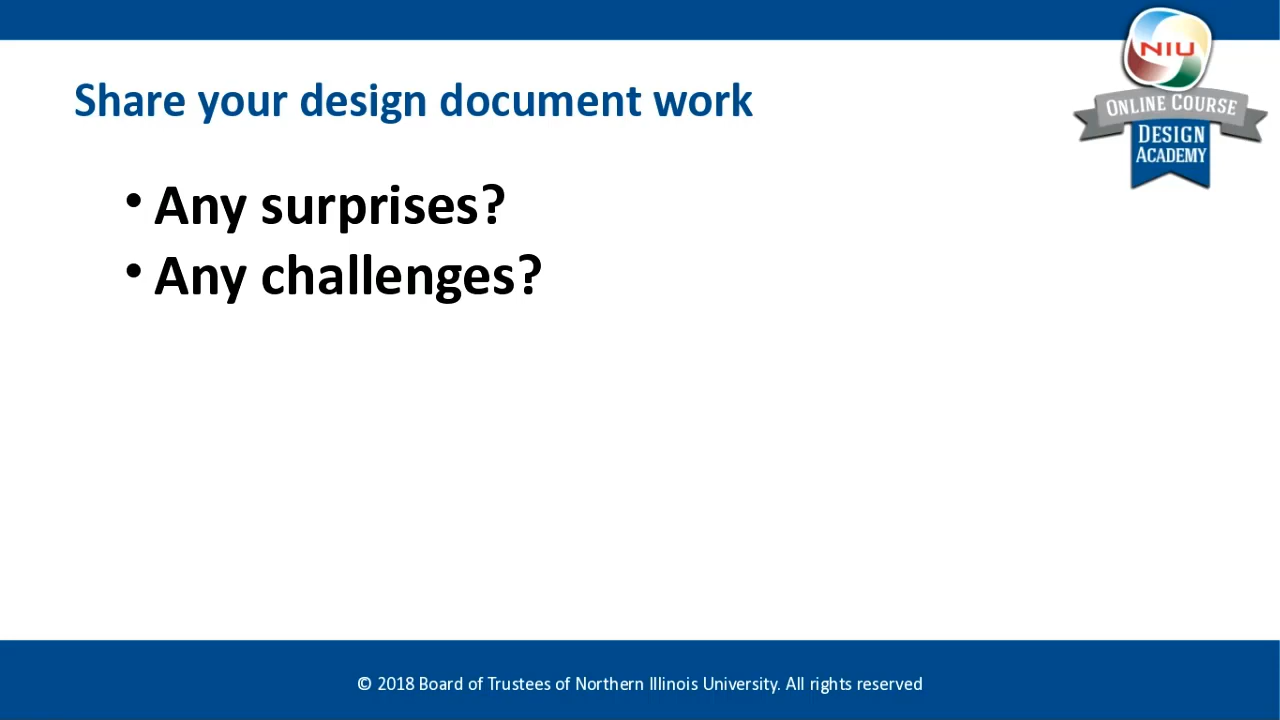 NIU
ONLINE COURSE
DESIGN
ACADEMY
Share your design document work
• Any surprises?
• Any challenges?
© 2018 Board of Trustees of Northern Illinois University. All rights reserved